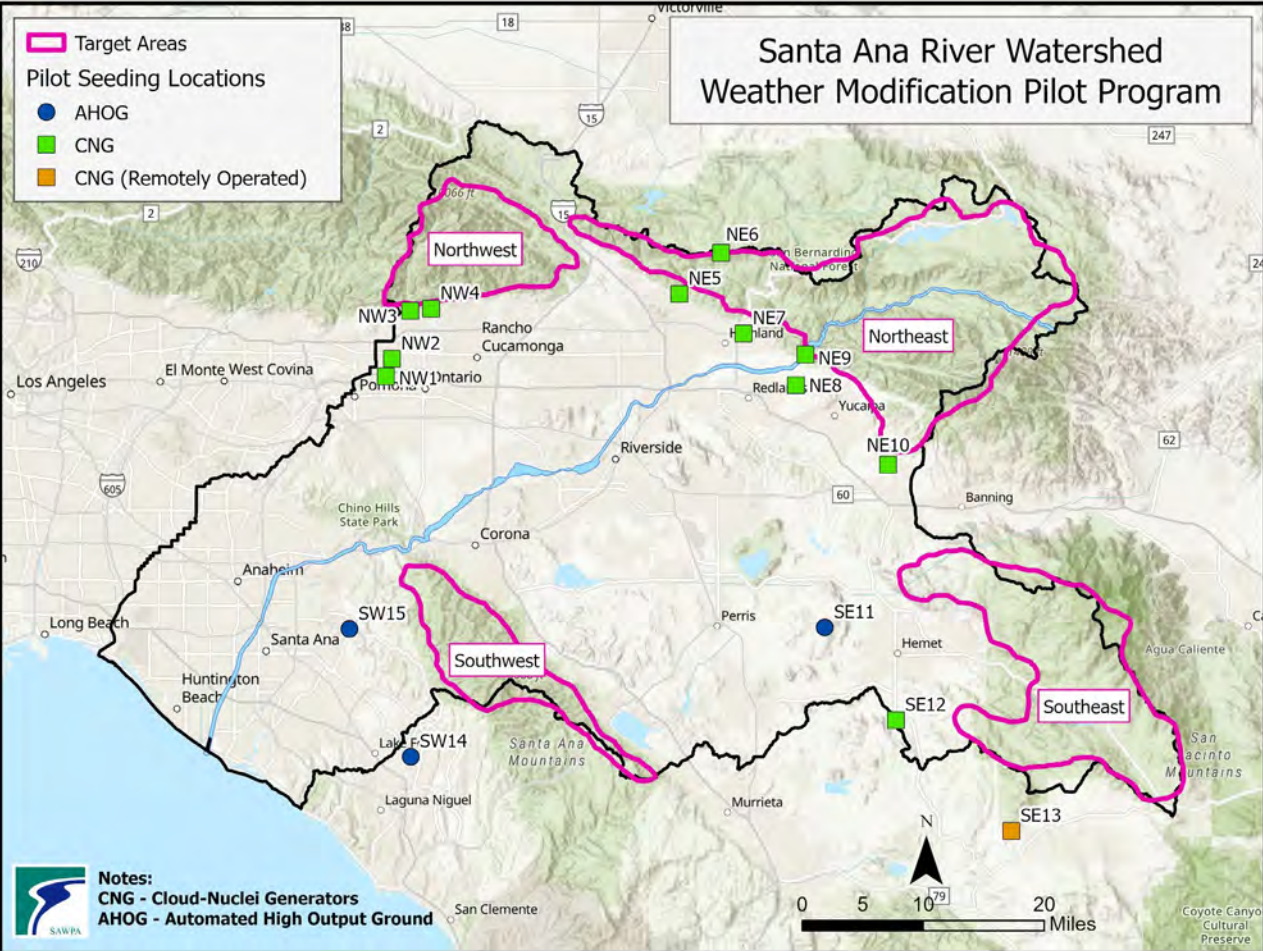 Santa Ana River Watershed
Weather Modification Pilot Program
Target Areas
Pilot Seeding Locations
AHOG
CNG
CNG (Remotely Operated)
Victorville
18
15
2
247
2
15
210
Northwest
NE6
National Forest
NE5
NW4
NW3
NE7
Northeast
Rancho
Cucamonga
NW2
NE9
El Monte
West Covina
Los Angeles
NW1
NE8
Yucaipa
62
Riverside
NE10
605
60
Banning
Chino Hills
State Park
Corona
Anaheim
Long Beach
SW15
SE11
Perris
Santa Ana
Hemet
Agua Caliente
Southwest
Huntington
Beach
Southeast
SE12
SW14
Santa Ana
Mountains
San
Mountains
Laguna Niguel
Murrieta
SE13
N
79
San Clemente
0 5 10 20
Miles
Coyote Canyo
Cultural
Preserve
SAWPA
Notes:
CNG - Cloud-Nuclei Generators
AHOG - Automated High Output Ground